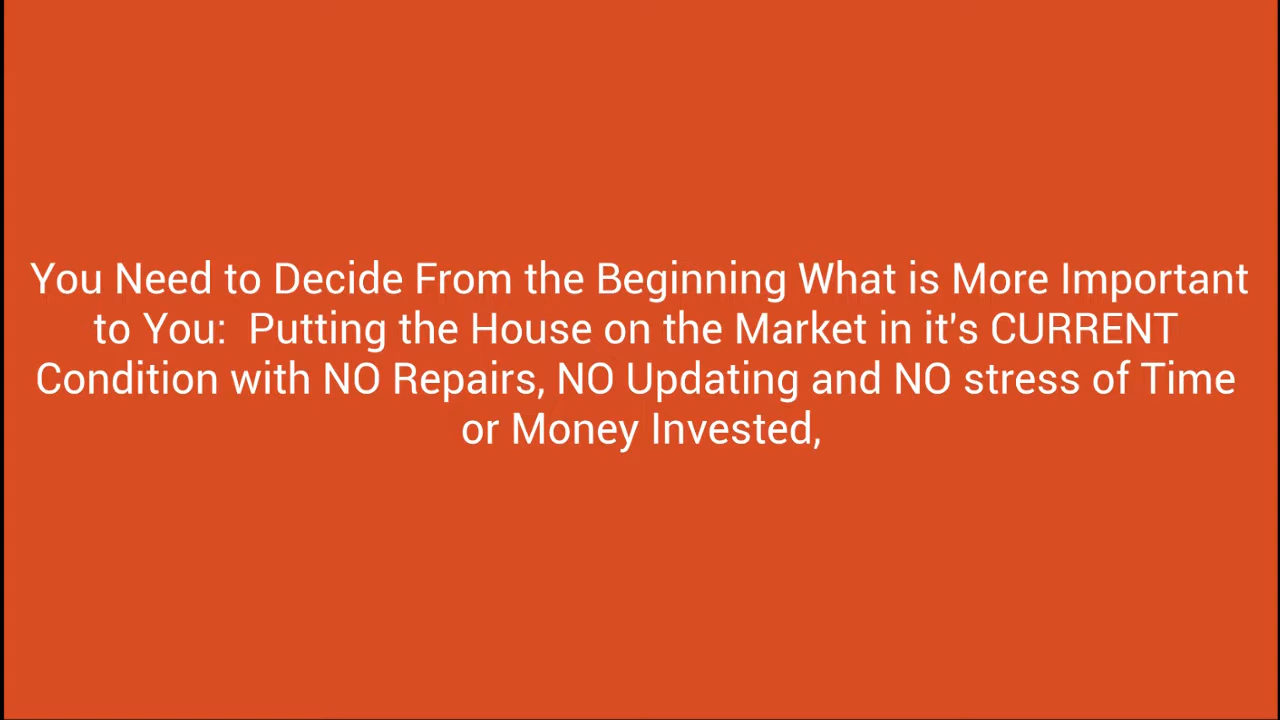 You Need to Decide From the Beginning What is More Important
to You:  Putting the House on the Market in it's CURRENT
Condition with NO Repairs, NO Updating and NO stress of Time
or Money Invested,